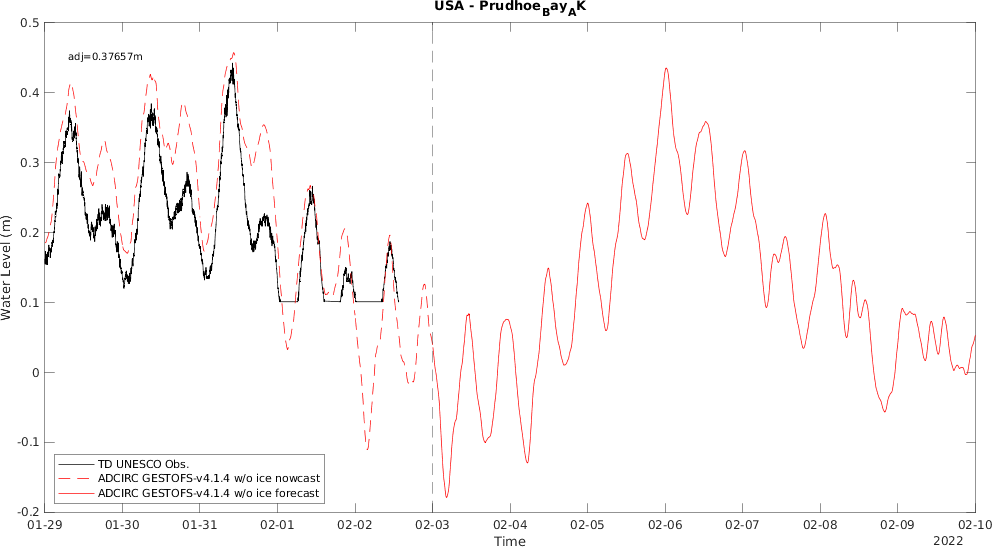 USA - PrudhoeBayAK
adj=0.37657m
Water Level (m)
0.5
0.4
0.3
0.2
0.1
0
-0.1
-0.2
TD UNESCO Obs.
ADCIRC GESTOFS-v4.1.4 w/o ice nowcast
ADCIRC GESTOFS-v4.1.4 w/o ice forecast
01-29 01-30 01-31 02-01 02-02 02-03 02-04 02-05 02-06 02-07 02-08 02-09 02-10
Time
2022